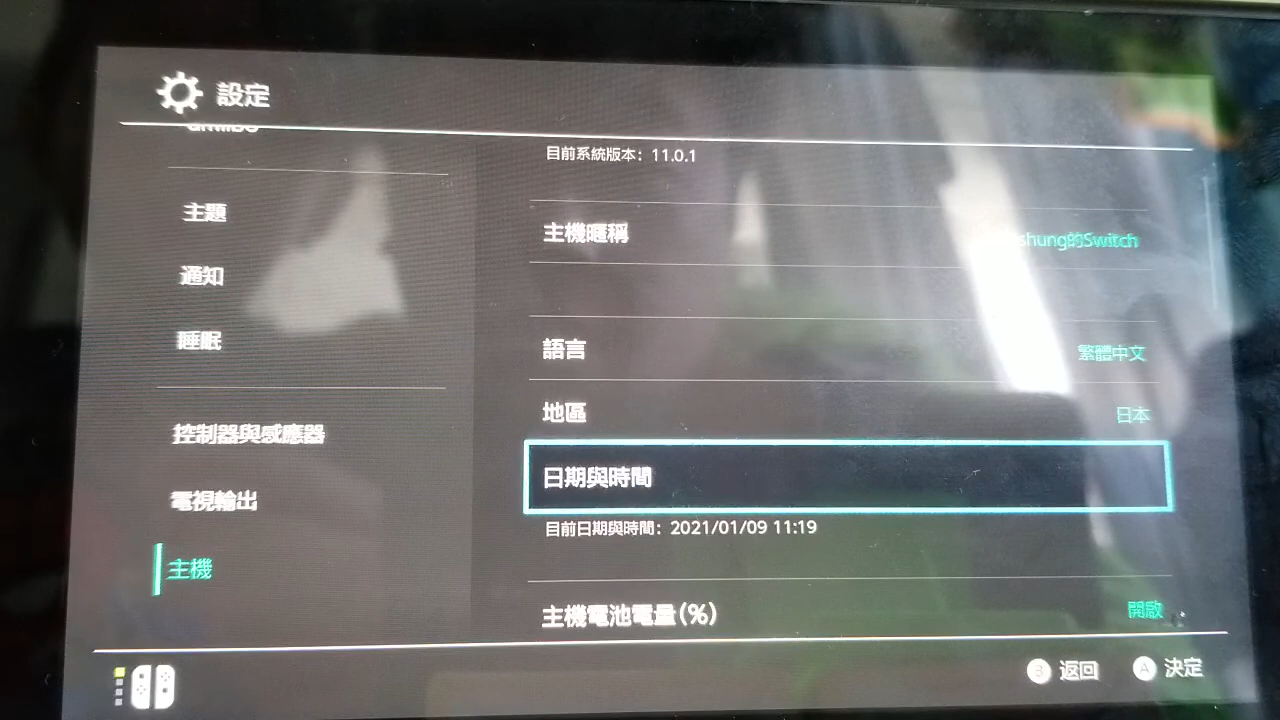 設定
amiibo
主題
通知
睡眠
控制器與感應器
電視輸出
主機
目前系統版本：11.0.1
主機暱稱
shung的Switch
語言 繁體中文
地區 日本
日期與時間
目前日期與時間：2021/01/09 11:19
主機電池電量(%) 開啟
B 返回 A 決定